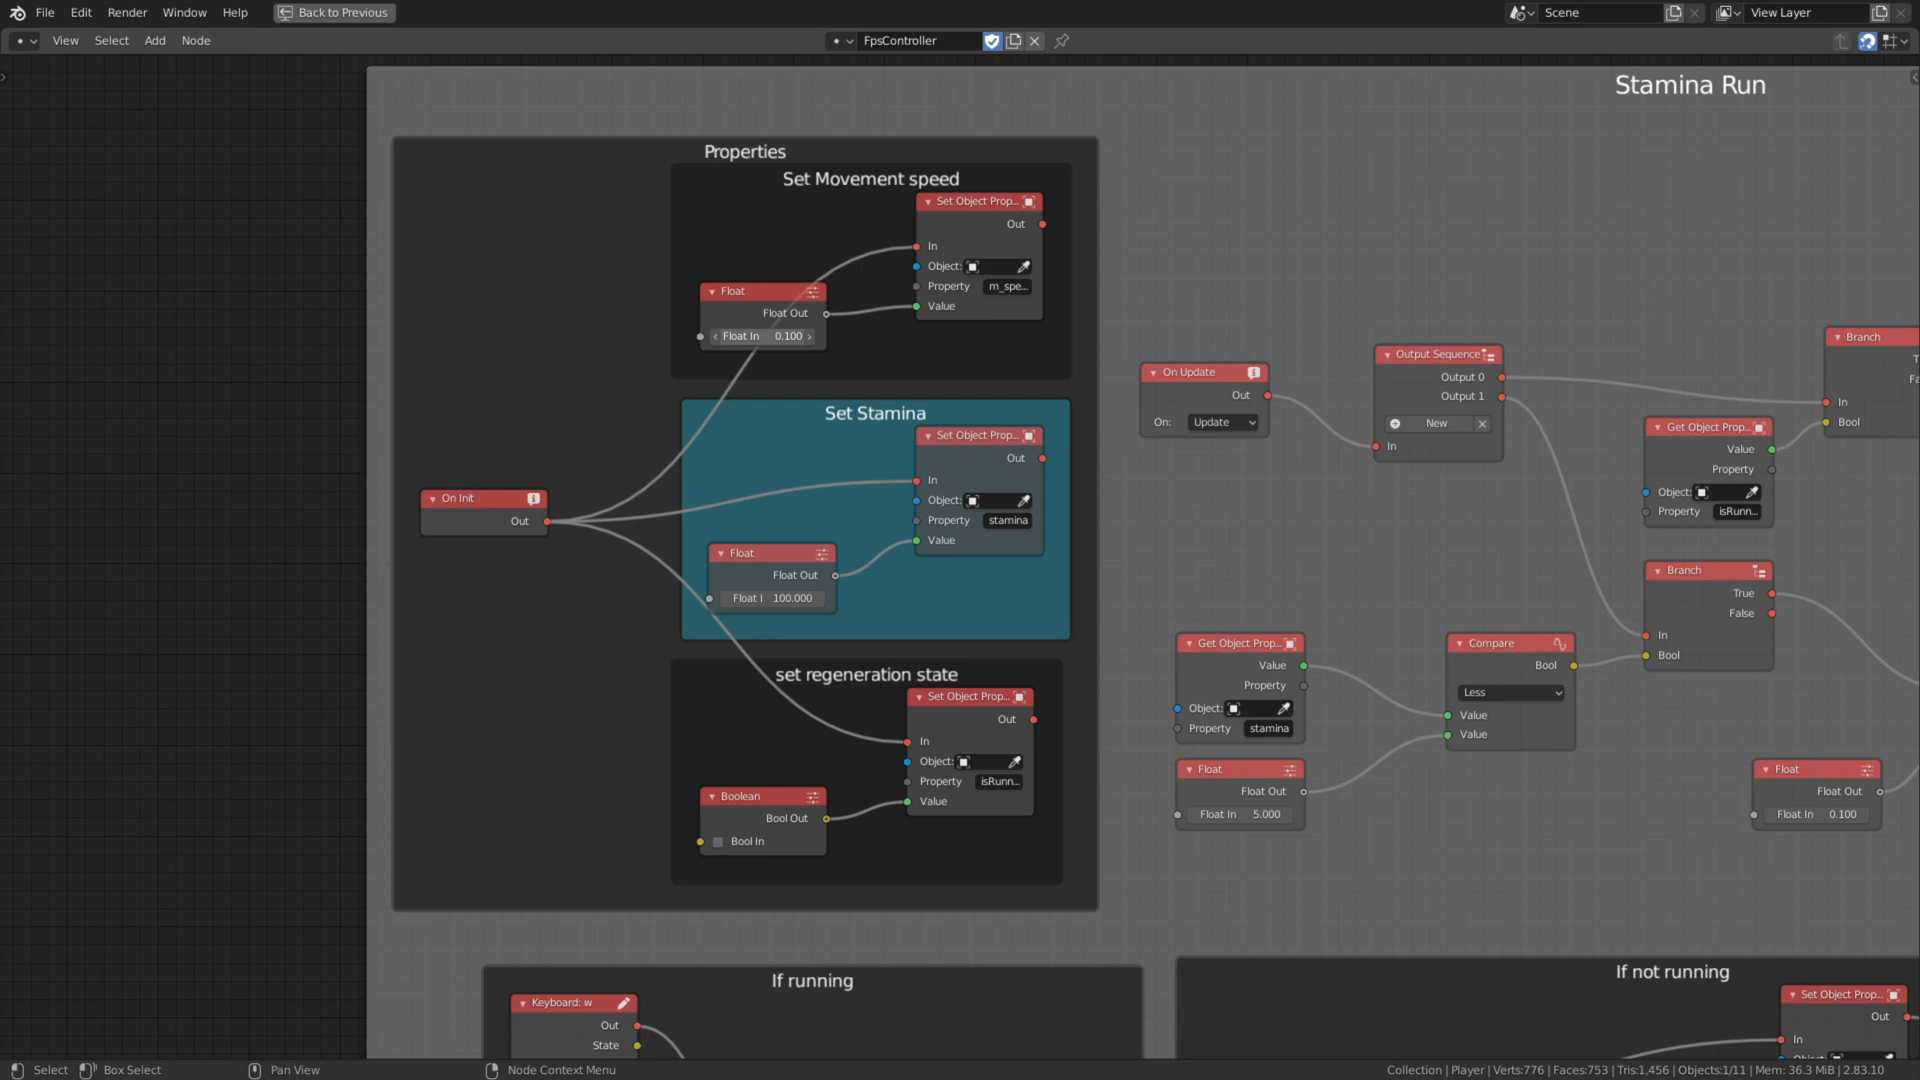 File Edit Render Window Help Back to Previous Scene View Layer
View Select Add Node FpsController
Stamina Run
Properties
Set Movement speed
Set Object Prop...
Out
In
Object:
Property m_spe...
Value
Float
Float Out
Float In 0.100
Set Stamina
Set Object Prop...
Out
In
Object:
Property stamina
Value
Float
Float Out
Float I 100.000
On Init
Out
set regeneration state
Set Object Prop...
Out
In
Object:
Property isRunn...
Value
Boolean
Bool Out
Bool In
On Update
Out
On: Update
Output Sequence
Output 0
Output 1
New
In
Branch
T
Fa
In
Bool
Get Object Prop...
Value
Property
Object:
Property isRunn...
Branch
True
False
In
Bool
Get Object Prop...
Value
Property
Object:
Property stamina
Compare
Bool
Less
Value
Value
Float
Float Out
Float In 5.000
Float
Float Out
Float In 0.100
If running
Keyboard: w
Out
State
If not running
Set Object Prop...
Out
In
Object:
Select Box Select Pan View Node Context Menu Collection | Player | Verts:776 | Faces:753 | Tris:1,456 | Objects:1/11 | Mem: 36.3 MiB | 2.83.10